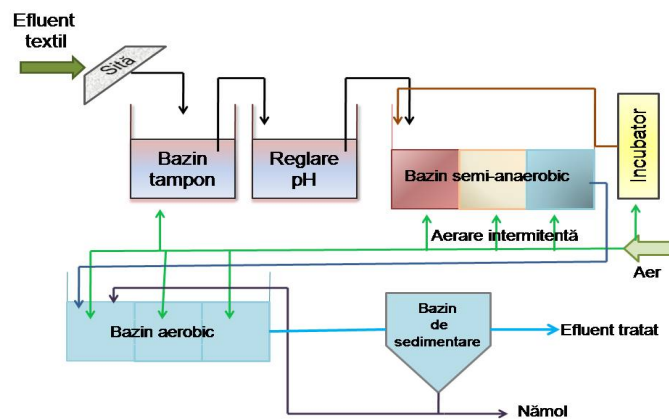 Efluent
textil
Sită
Bazin
tampon
Reglare
pH
Bazin semi-anaerobic
Incubator
Aerare intermitentă
Aer
Bazin aerobic
Bazin
de
sedimentare
Efluent tratat
Nămol